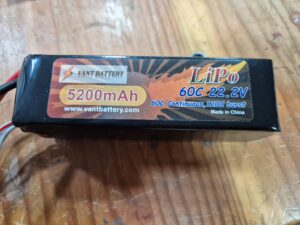 VANT BATTERY
LiPo
5200mAh
60C 22.2V
60C Continuous, 120C burst
www.vantbattery.com
Made in China